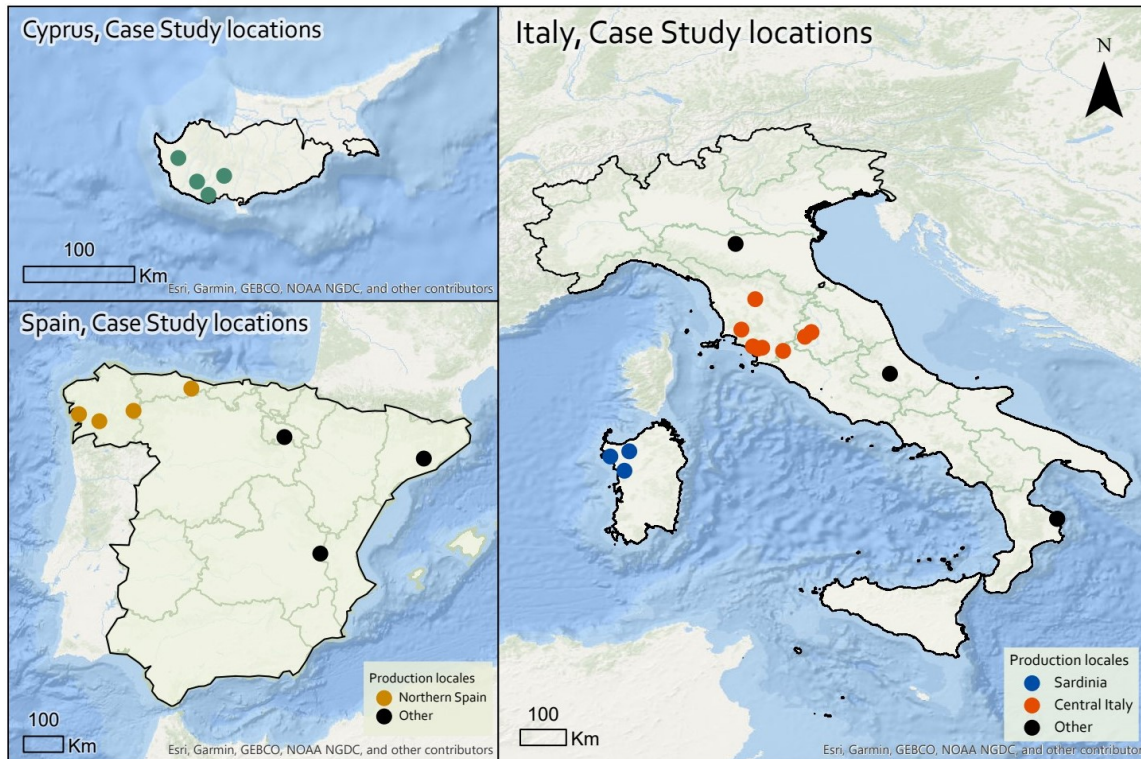 Cyprus, Case Study locations
100
Km
Esri, Garmin, GEBCO, NOAA NGDC, and other contributors
Spain, Case Study locations
Production locales
Northern Spain
Other
100
Km
Esri, Garmin, GEBCO, NOAA NGDC, and other contributors
Italy, Case Study locations
N
Production locales
Sardinia
Central Italy
Other
100
Km
Esri, Garmin, GEBCO, NOAA NGDC, and other contributors